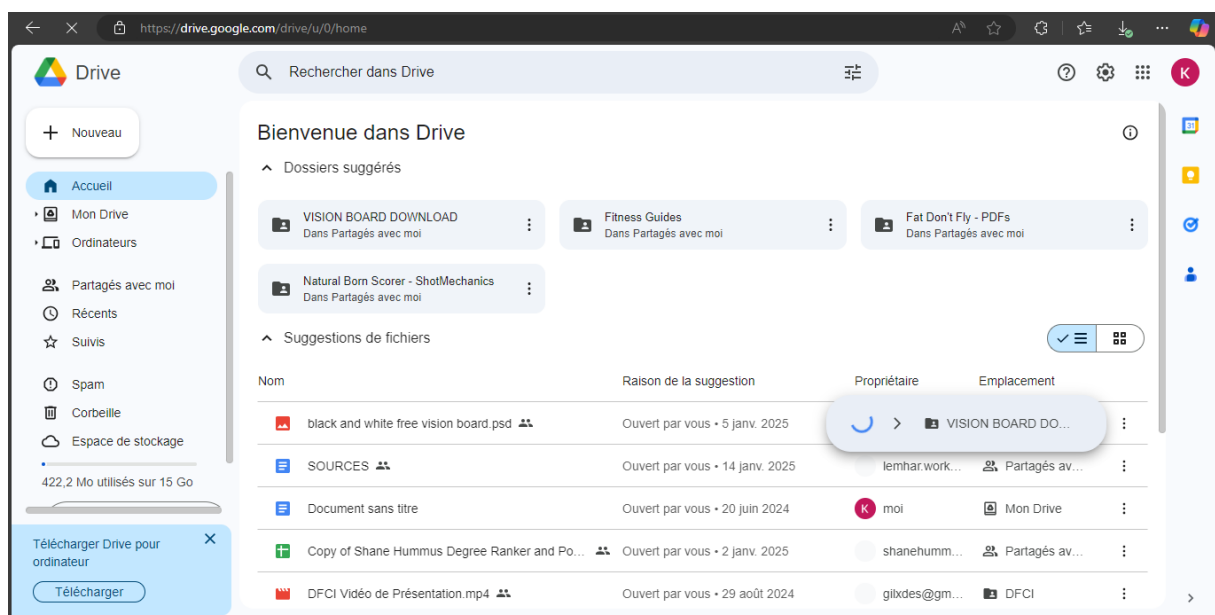 https://drive.google.com/drive/u/0/home
Drive
Rechercher dans Drive
K
Nouveau
Bienvenue dans Drive
31
Dossiers suggérés
Accueil
Mon Drive
Ordinateurs
VISION BOARD DOWNLOAD
Dans Partagés avec moi
Fitness Guides
Dans Partagés avec moi
Fat Don't Fly - PDFs
Dans Partagés avec moi
Natural Born Scorer - ShotMechanics
Dans Partagés avec moi
Partagés avec moi
Récents
Suivis
Suggestions de fichiers
Spam
Corbeille
Espace de stockage
422,2 Mo utilisés sur 15 Go
Nom Raison de la suggestion Propriétaire Emplacement
black and white free vision board.psd Ouvert par vous • 5 janv. 2025 VISION BOARD DO...
SOURCES Ouvert par vous • 14 janv. 2025 lemhar.work... Partagés av...
Document sans titre Ouvert par vous • 20 juin 2024 K moi Mon Drive
Copy of Shane Hummus Degree Ranker and Po... Ouvert par vous • 2 janv. 2025 shanehumm... Partagés av...
DFCI Vidéo de Présentation.mp4 Ouvert par vous • 29 août 2024 gilxdes@gm... DFCI
Télécharger Drive pour
ordinateur
Télécharger